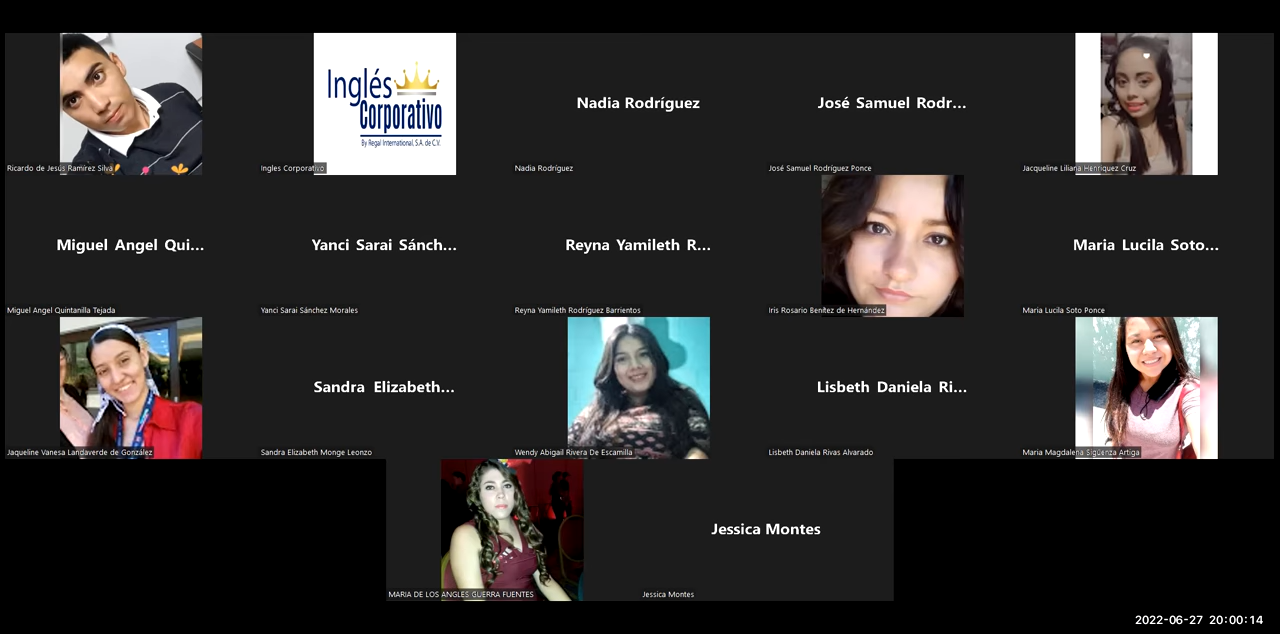 Ricardo de Jesús Ramírez Silva
Inglés
Corporativo
By Regal International, S.A. de C.V.
Ingles Corporativo
Nadia Rodríguez
Nadia Rodríguez
José Samuel Rodr...
José Samuel Rodríguez Ponce
Jacqueline Liliana Henríquez Cruz
Miguel Angel Qui...
Miguel Angel Quintanilla Tejada
Yanci Sarai Sánch...
Yanci Sarai Sánchez Morales
Reyna Yamileth R...
Reyna Yamileth Rodríguez Barrientos
Iris Rosario Benítez de Hernández
Maria Lucila Soto...
Maria Lucila Soto Ponce
Jaqueline Vanesa Landaverde de González
Sandra Elizabeth...
Sandra Elizabeth Monge Leonzo
Wendy Abigail Rivera De Escamilla
Lisbeth Daniela Ri...
Lisbeth Daniela Rivas Alvarado
Maria Magdalena Sigüenza Artiga
MARIA DE LOS ANGLES GUERRA FUENTES
Jessica Montes
Jessica Montes
2022-06-27 20:00:14